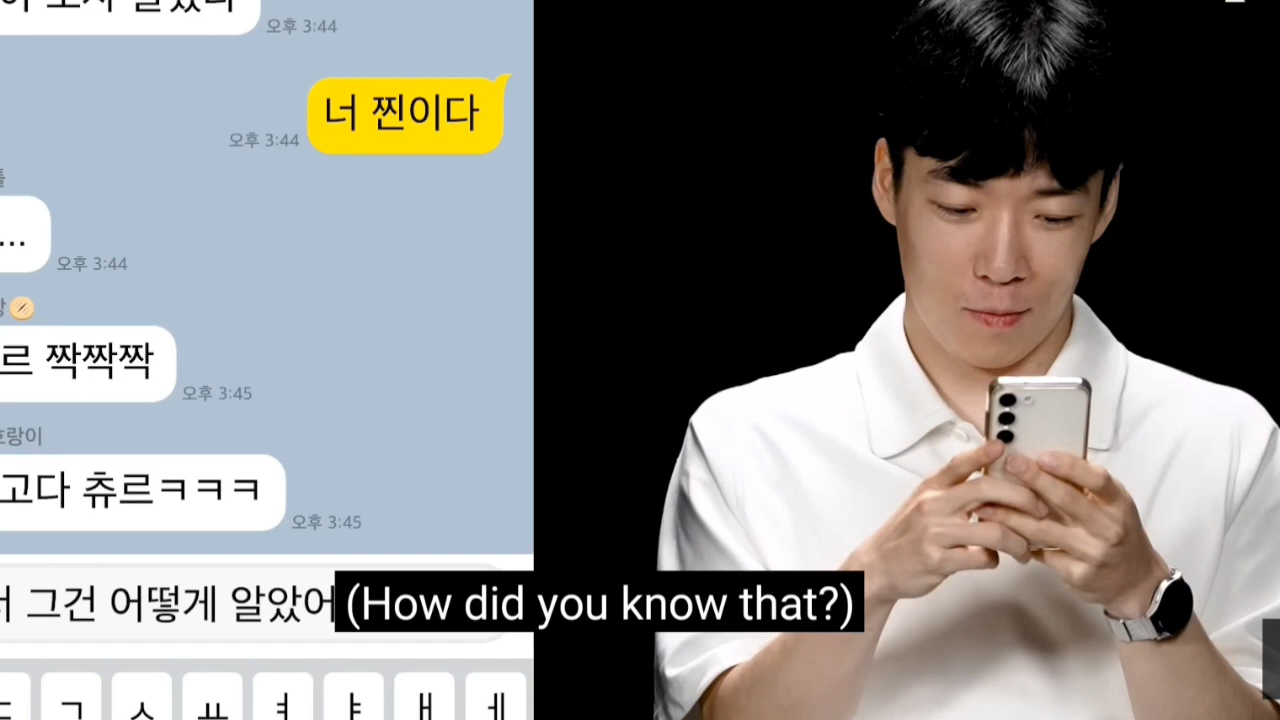 오후 3:44
너 찐이다
오후 3:44
...
오후 3:44
르 짝짝짝
오후 3:45
호랑이
고다 츄르ㅋㅋㅋ
오후 3:45
그건 어떻게 알았어
(How did you know that?)
ㄱ ㅅ ㅛ ㅕ ㅑ ㅐ ㅔ